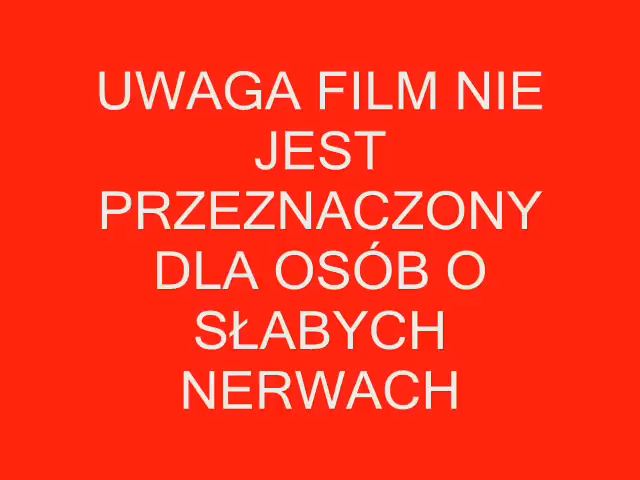 UWAGA FILM NIE
JEST
PRZEZNACZONY
DLA OSÓB O
SŁABYCH
NERWACH